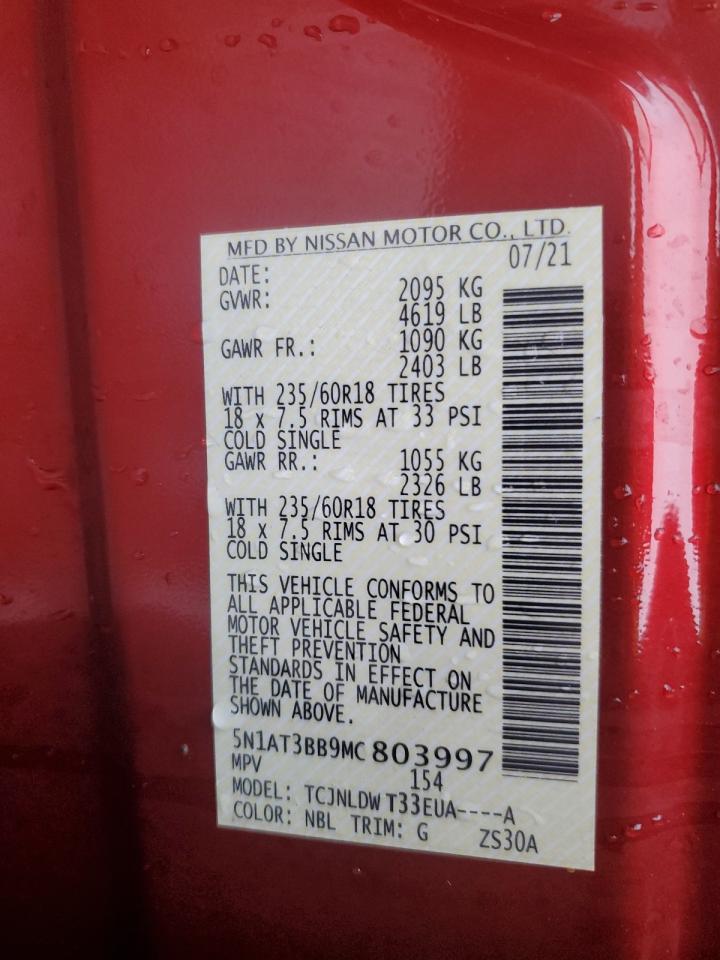 MFD BY NISSAN MOTOR CO., LTD.
DATE: 07/21
GVWR: 2095 KG
4619 LB
GAWR FR.: 1090 KG
2403 LB
WITH 235/60R18 TIRES
18 x 7.5 RIMS AT 33 PSI
COLD SINGLE
GAWR RR.: 1055 KG
2326 LB
WITH 235/60R18 TIRES
18 x 7.5 RIMS AT 30 PSI
COLD SINGLE
THIS VEHICLE CONFORMS TO
ALL APPLICABLE FEDERAL
MOTOR VEHICLE SAFETY AND
THEFT PREVENTION
STANDARDS IN EFFECT ON
THE DATE OF MANUFACTURE
SHOWN ABOVE.
5N1AT3BB9MC 803997
MPV 154
MODEL: TCJNLDW T33EUA----A
COLOR: NBL TRIM: G ZS30A